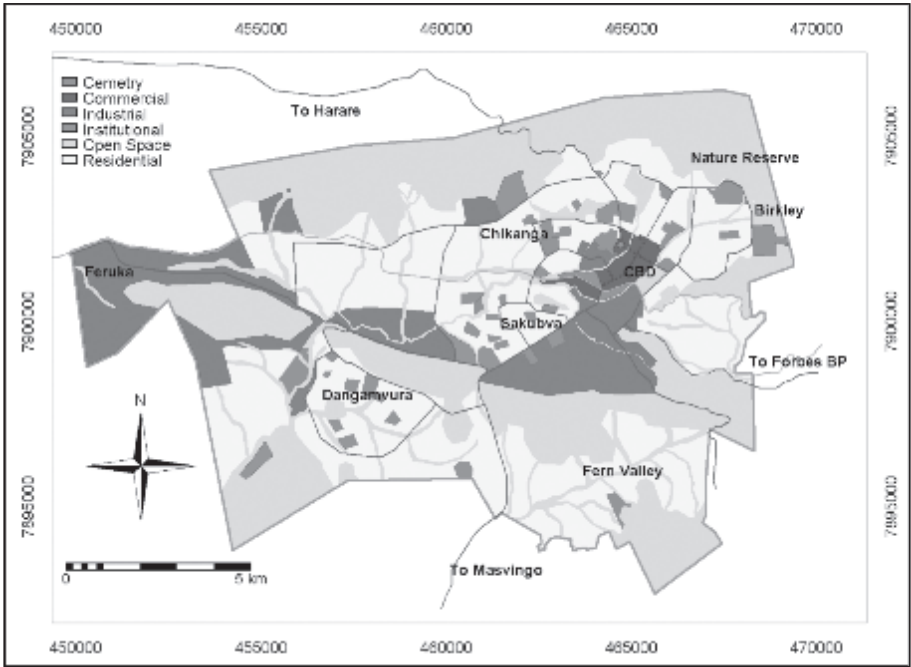 450000 455000 460000 465000 470000
Cemetry
Commercial
Industrial
Institutional
Open Space
Residential
To Harare
7905000
7905000
Nature Reserve
Birkley
Chikanga
CBD
Feruka
7900000
7900000
Sakubva
To Forbes BP
N
Dangamvura
Fern Valley
7895000
7895000
0 5 km
To Masvingo
450000 455000 460000 465000 470000